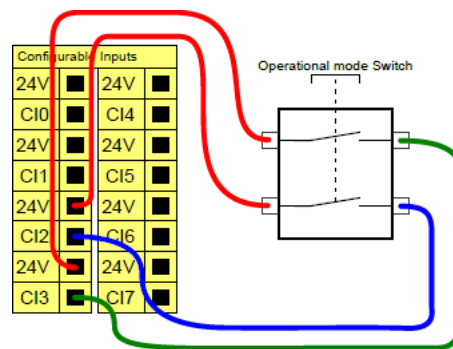 Configurable Inputs
Operational mode Switch
24V 24V
CI0 CI4
24V 24V
CI1 CI5
24V 24V
CI2 CI6
24V 24V
CI3 CI7